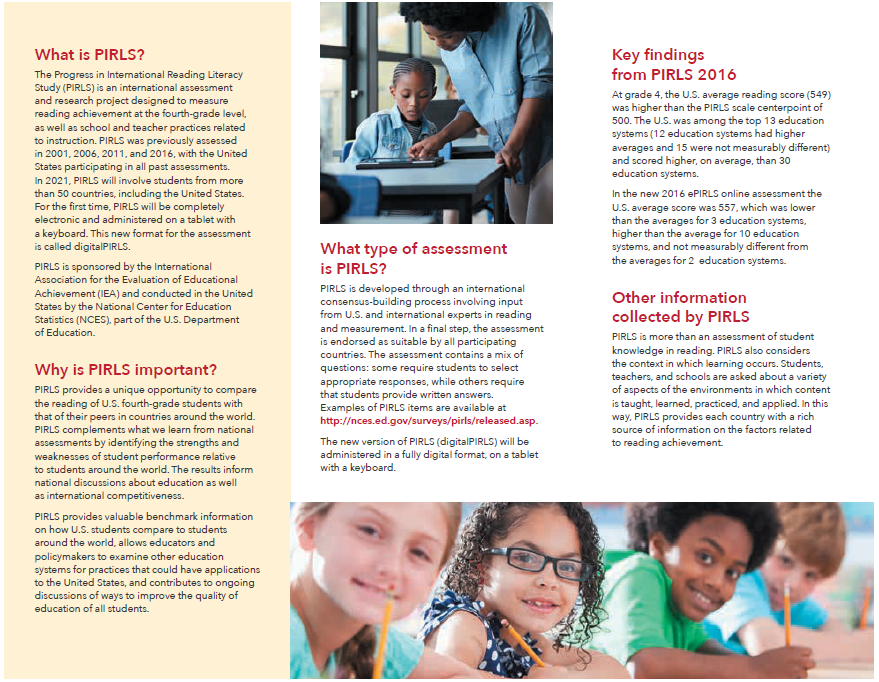 What is PIRLS?
The Progress in International Reading Literacy
Study (PIRLS) is an international assessment
and research project designed to measure
reading achievement at the fourth-grade level,
as well as school and teacher practices related
to instruction. PIRLS was previously assessed
in 2001, 2006, 2011, and 2016, with the United
States participating in all past assessments.
In 2021, PIRLS will involve students from more
than 50 countries, including the United States.
For the first time, PIRLS will be completely
electronic and administered on a tablet with
a keyboard. This new format for the assessment
is called digitalPIRLS.
PIRLS is sponsored by the International
Association for the Evaluation of Educational
Achievement (IEA) and conducted in the United
States by the National Center for Education
Statistics (NCES), part of the U.S. Department
of Education.
Why is PIRLS important?
PIRLS provides a unique opportunity to compare
the reading of U.S. fourth-grade students with
that of their peers in countries around the world.
PIRLS complements what we learn from national
assessments by identifying the strengths and
weaknesses of student performance relative
to students around the world. The results inform
national discussions about education as well
as international competitiveness.
PIRLS provides valuable benchmark information
on how U.S. students compare to students
around the world, allows educators and
policymakers to examine other education
systems for practices that could have applications
to the United States, and contributes to ongoing
discussions of ways to improve the quality of
education of all students.
What type of assessment
is PIRLS?
PIRLS is developed through an international
consensus-building process involving input
from U.S. and international experts in reading
and measurement. In a final step, the assessment
is endorsed as suitable by all participating
countries. The assessment contains a mix of
questions: some require students to select
appropriate responses, while others require
that students provide written answers.
Examples of PIRLS items are available at
http://nces.ed.gov/surveys/pirls/released.asp.
The new version of PIRLS (digitalPIRLS) will be
administered in a fully digital format, on a tablet
with a keyboard.
Key findings
from PIRLS 2016
At grade 4, the U.S. average reading score (549)
was higher than the PIRLS scale centerpoint of
500. The U.S. was among the top 13 education
systems (12 education systems had higher
averages and 15 were not measurably different)
and scored higher, on average, than 30
education systems.
In the new 2016 ePIRLS online assessment the
U.S. average score was 557, which was lower
than the averages for 3 education systems,
higher than the average for 10 education
systems, and not measurably different from
the averages for 2 education systems.
Other information
collected by PIRLS
PIRLS is more than an assessment of student
knowledge in reading. PIRLS also considers
the context in which learning occurs. Students,
teachers, and schools are asked about a variety
of aspects of the environments in which content
is taught, learned, practiced, and applied. In this
way, PIRLS provides each country with a rich
source of information on the factors related
to reading achievement.